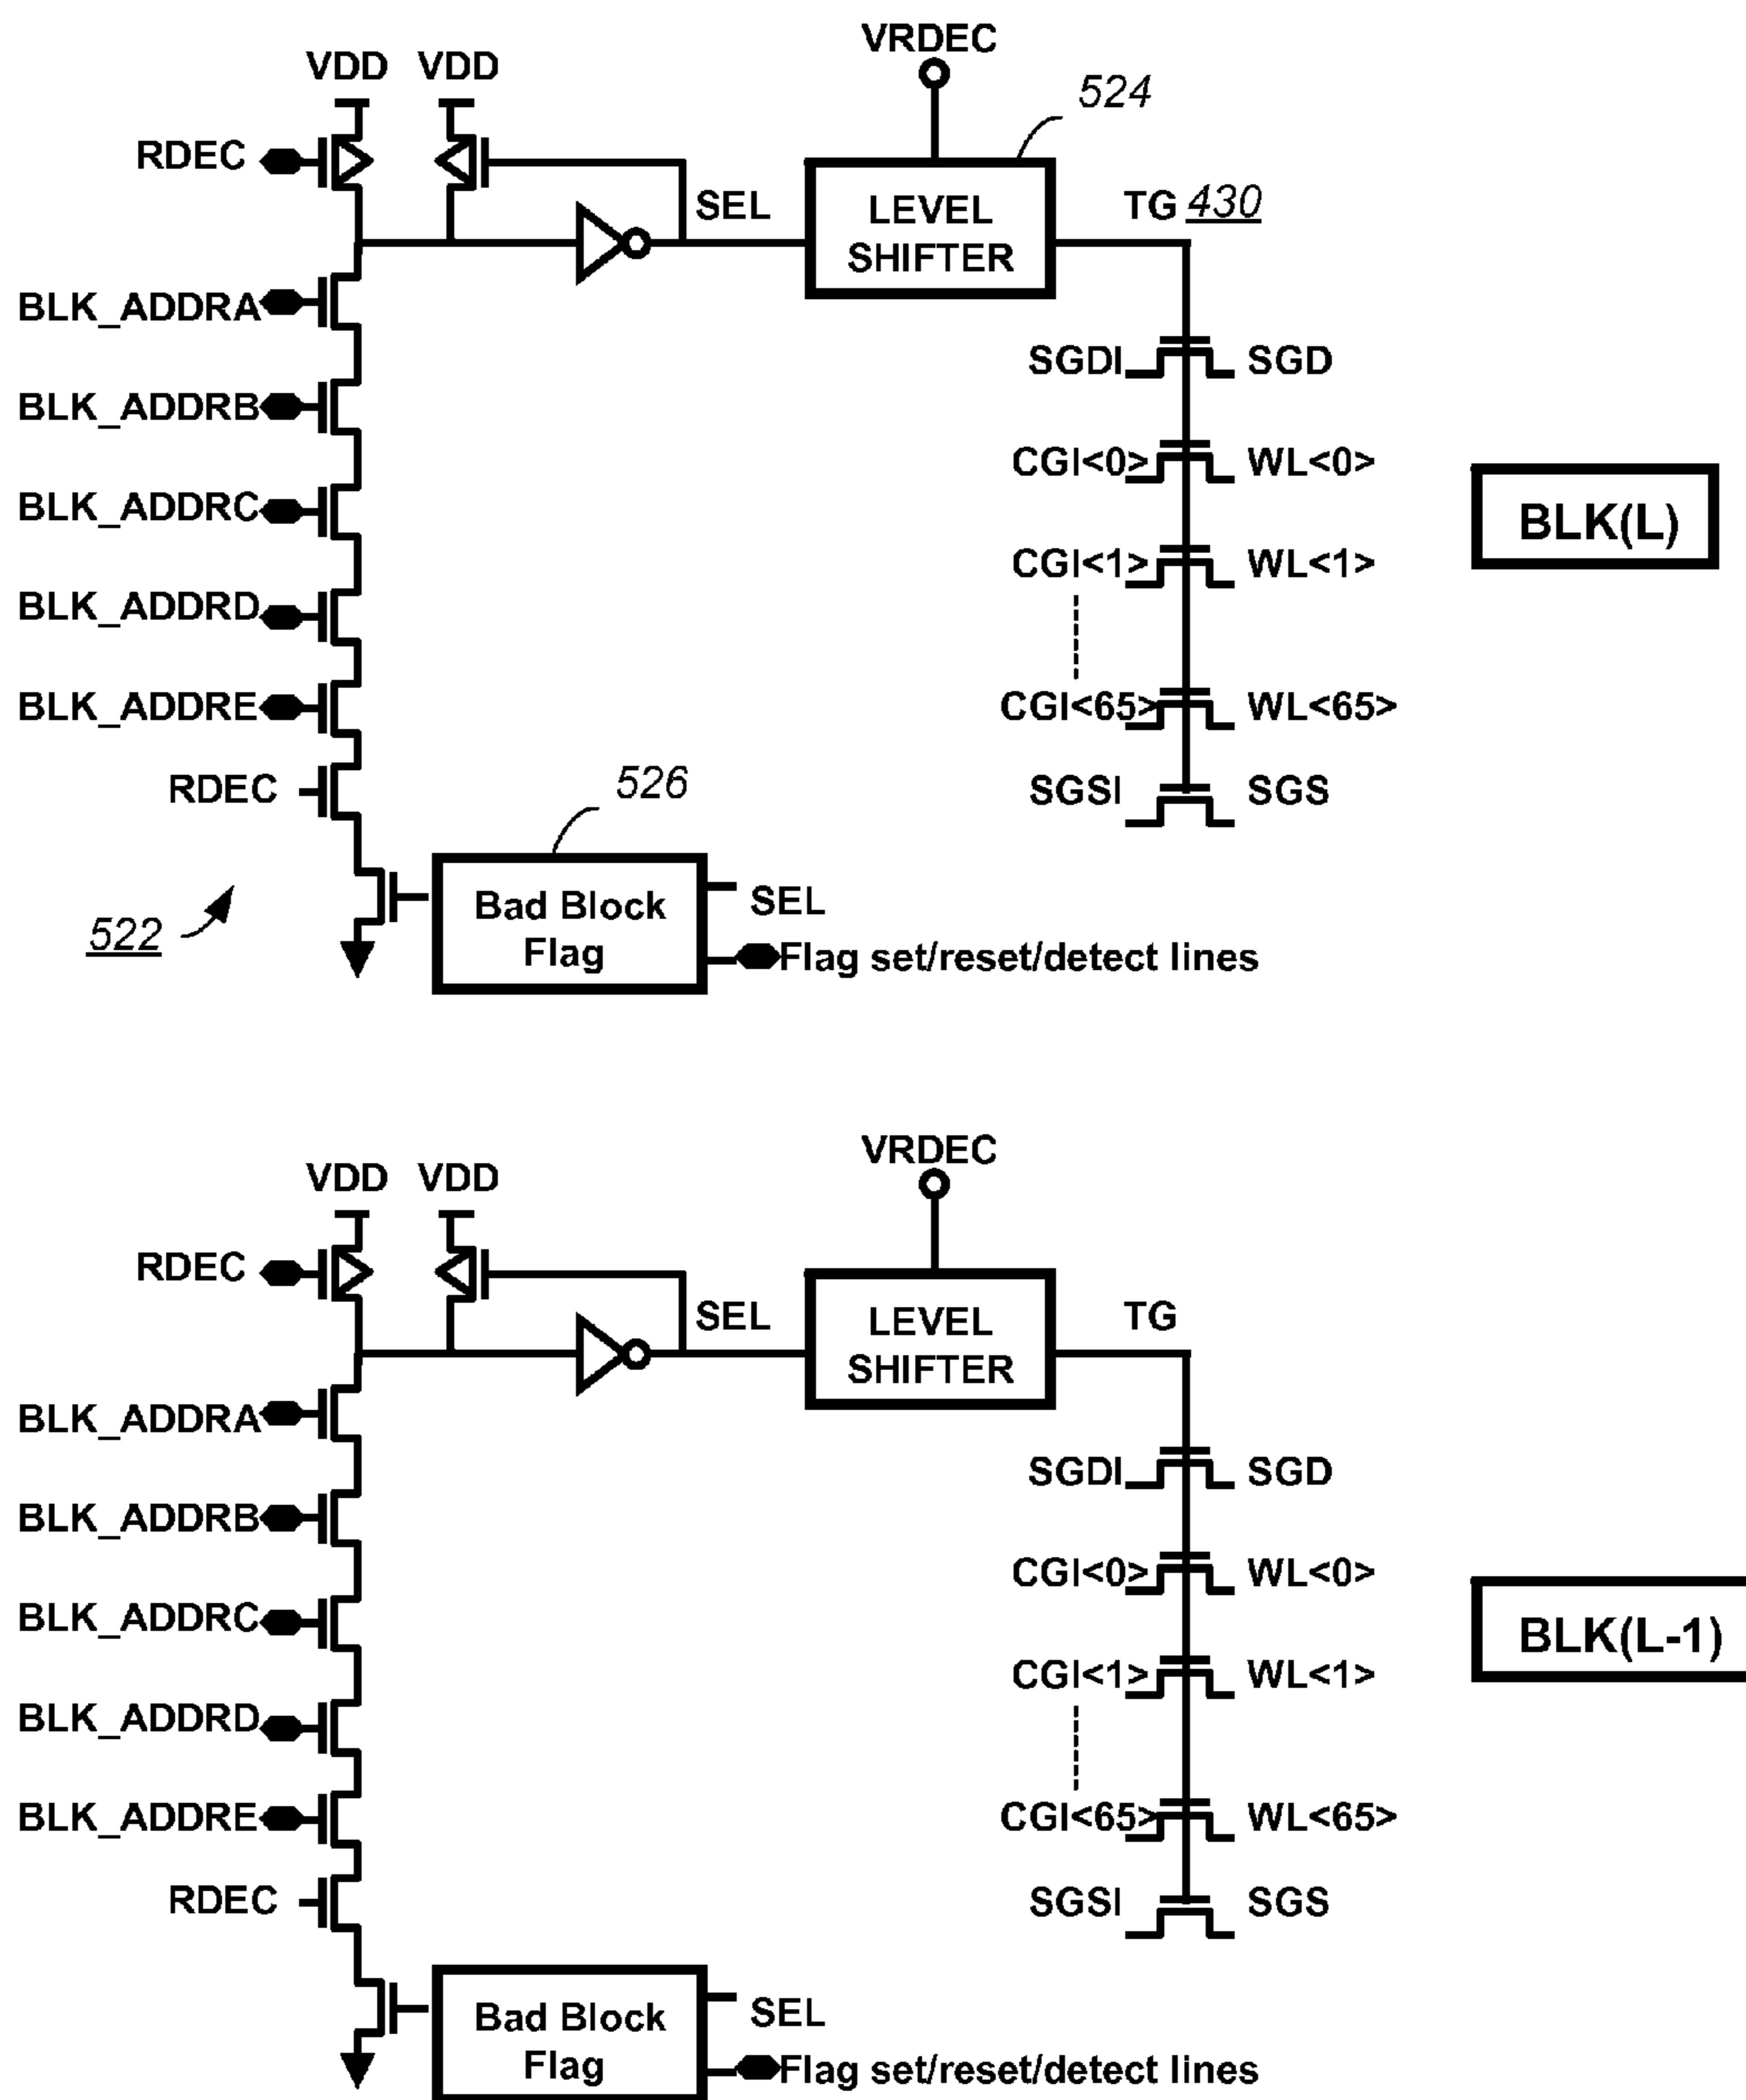 VRDEC
VDD VDD
524
RDEC
SEL
LEVEL
SHIFTER
TG 430
BLK_ADDRA
SGDI SGD
BLK_ADDRB
CGI<0> WL<0>
BLK_ADDRC
BLK(L)
CGI<1> WL<1>
BLK_ADDRD
BLK_ADDRE
CGI<65> WL<65>
RDEC
526
SGSI SGS
522
Bad Block
Flag
SEL
Flag set/reset/detect lines
VRDEC
VDD VDD
RDEC
SEL
LEVEL
SHIFTER
TG
BLK_ADDRA
SGDI SGD
BLK_ADDRB
CGI<0> WL<0>
BLK_ADDRC
BLK(L-1)
CGI<1> WL<1>
BLK_ADDRD
BLK_ADDRE
CGI<65> WL<65>
RDEC
SGSI SGS
Bad Block
Flag
SEL
Flag set/reset/detect lines